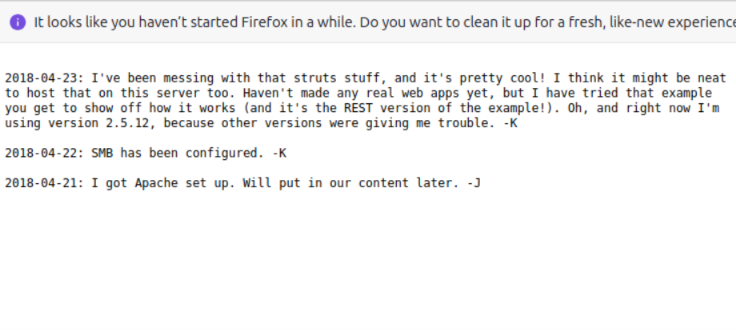 It looks like you haven’t started Firefox in a while. Do you want to clean it up for a fresh, like-new experience
2018-04-23: I've been messing with that struts stuff, and it's pretty cool! I think it might be neat
to host that on this server too. Haven't made any real web apps yet, but I have tried that example
you get to show off how it works (and it's the REST version of the example!). Oh, and right now I'm
using version 2.5.12, because other versions were giving me trouble. -K
2018-04-22: SMB has been configured. -K
2018-04-21: I got Apache set up. Will put in our content later. -J